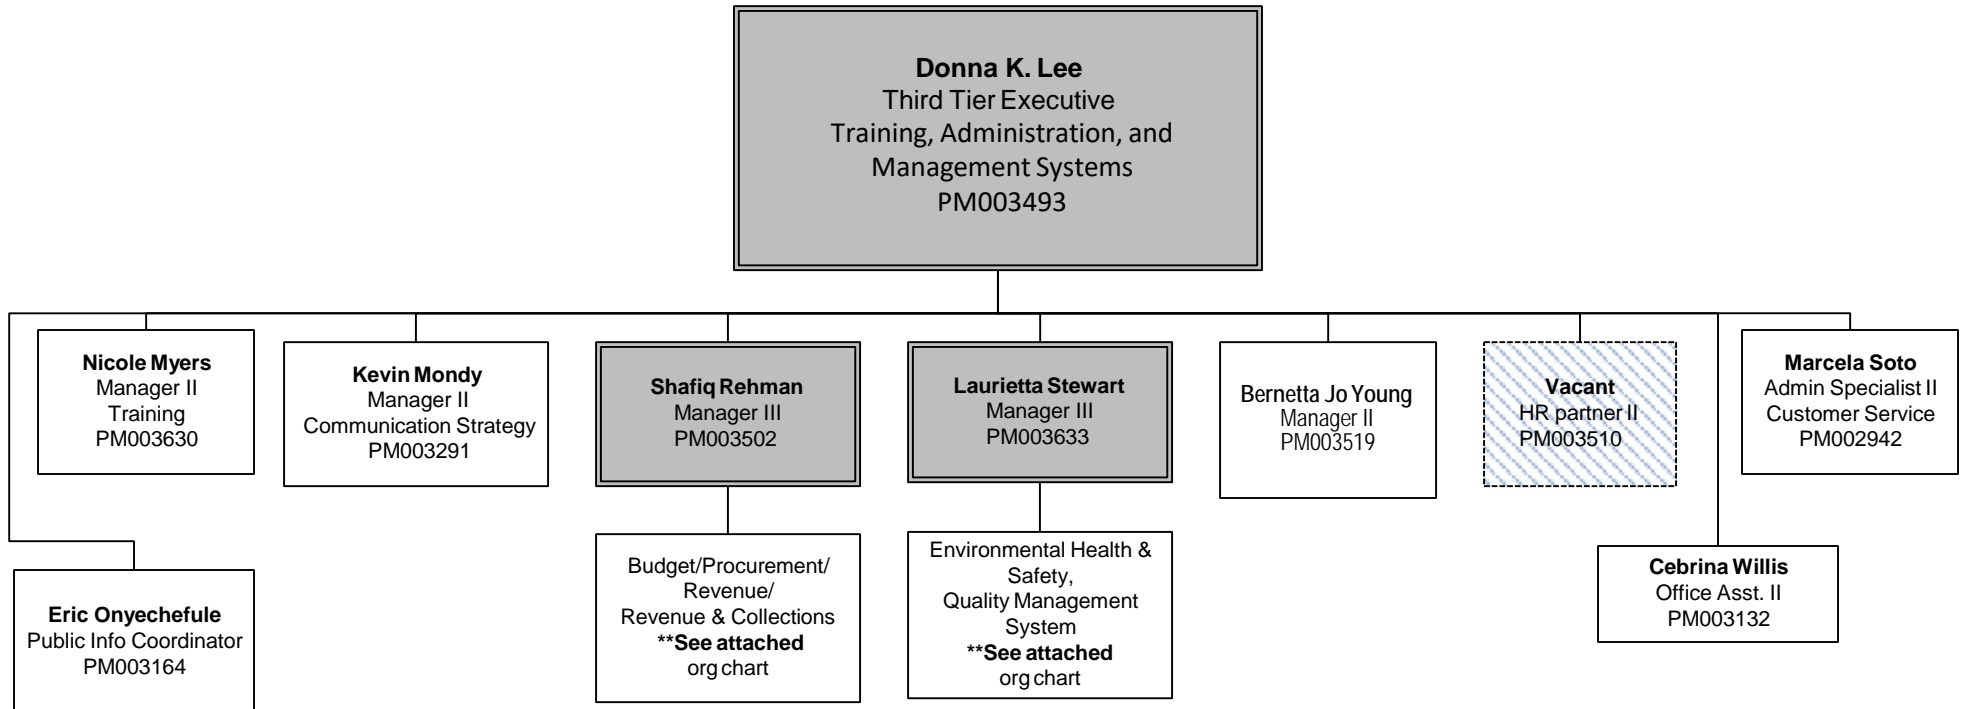 Donna K. Lee
Third Tier Executive
Training, Administration, and
Management Systems
PM003493
Nicole Myers
Manager II
Training
PM003630
Kevin Mondy
Manager II
Communication Strategy
PM003291
Shafiq Rehman
Manager III
PM003502
Laurietta Stewart
Manager III
PM003633
Bernetta Jo Young
Manager II
PM003519
Vacant
HR partner II
PM003510
Marcela Soto
Admin Specialist II
Customer Service
PM002942
Eric Onyechefule
Public Info Coordinator
PM003164
Budget/Procurement/
Revenue/
Revenue & Collections
**See attached
org chart
Environmental Health &
Safety,
Quality Management
System
**See attached
org chart
Cebrina Willis
Office Asst. II
PM003132